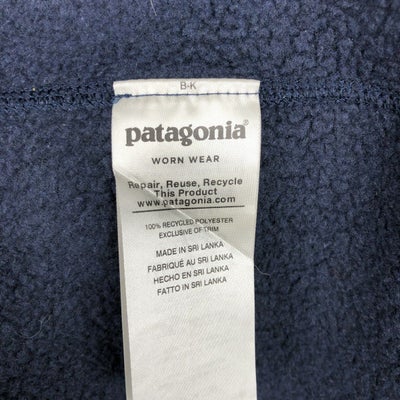 B-K
patagonia®
WORN WEAR
Repair, Reuse, Recycle
This Product
www.patagonia.com
100% RECYCLED POLYESTER
EXCLUSIVE OF TRIM
MADE IN SRI LANKA
FABRIQUÉ AU SRI LANKA
HECHO EN SRI LANKA
FATTO IN SRI LANKA